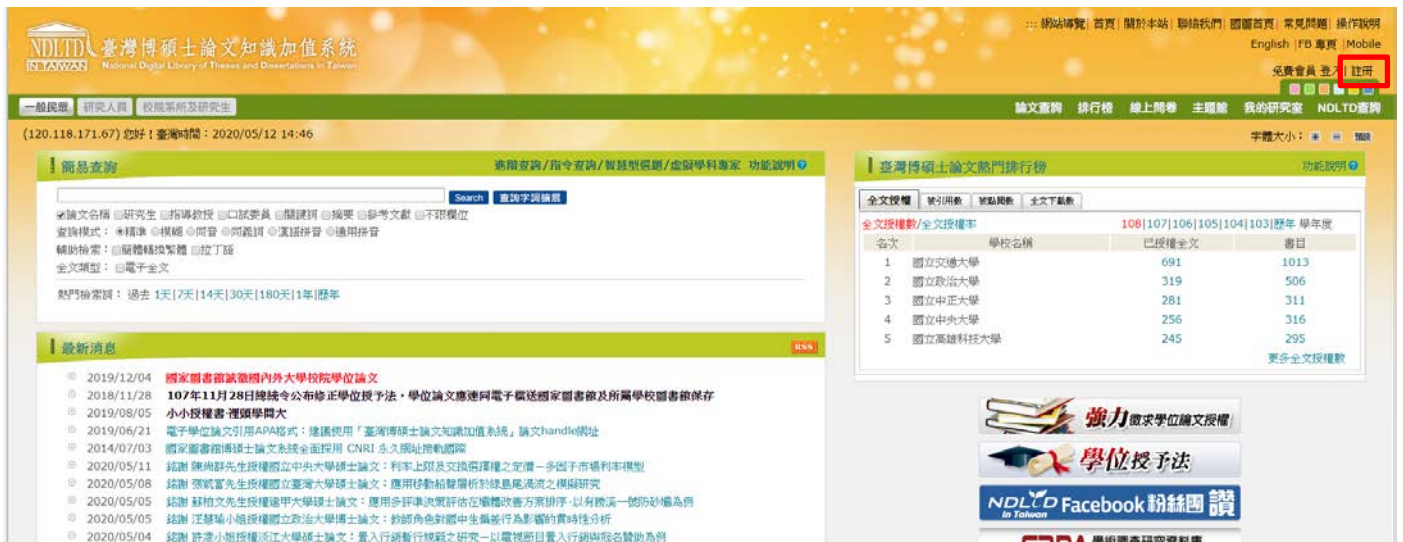 ::: 網站導覽| 首頁| 關於本站| 聯絡我們| 國圖首頁| 常見問題| 操作說明
English |FB 專頁 |Mobile
NDLTD IN TAIWAN 臺灣博碩士論文知識加值系統
National Digital Library of Theses and Dissertations in Taiwan
免費會員 登入| 註冊
一般民眾 研究人員 校院系所及研究生 論文查詢 排行榜 線上問卷 主題館 我的研究室 NDLTD查詢
(120.118.171.67) 您好！臺灣時間：2020/05/12 14:46 字體大小： + － 預設
簡易查詢 進階查詢/指令查詢/智慧型選題/虛擬學科專家 功能說明
Search 查詢字詞擴展
論文名稱 研究生 指導教授 口試委員 關鍵詞 摘要 參考文獻 不限欄位
查詢模式： 精準 模糊 同音 同義詞 漢語拼音 通用拼音
輔助檢索： 簡體轉換繁體 拉丁語
全文類型： 電子全文
熱門檢索詞： 過去 1天|7天|14天|30天|180天|1年|歷年
臺灣博碩士論文熱門排行榜 功能說明
全文授權 被引用數 被點閱數 全文下載數
全文授權數/全文授權率 108|107|106|105|104|103|歷年 學年度
名次 學校名稱 已授權全文 書目
1 國立交通大學 691 1013
2 國立政治大學 319 506
3 國立中正大學 281 311
4 國立中央大學 256 316
5 國立高雄科技大學 245 295
更多全文授權數
最新消息 RSS
2019/12/04 國家圖書館誠徵國內外大學校院學位論文
2018/11/28 107年11月28日總統令公布修正學位授予法，學位論文應連同電子檔送國家圖書館及所屬學校圖書館保存
2019/08/05 小小授權書‧裡頭學問大
2019/06/21 電子學位論文引用APA格式：建議使用「臺灣博碩士論文知識加值系統」論文handle網址
2014/07/03 國家圖書館博碩士論文系統全面採用 CNRI 永久網址接軌國際
2020/05/11 銘謝 陳尚群先生授權國立中央大學碩士論文：利率上限及交換選擇權之定價－多因子市場利率模型
2020/05/08 銘謝 張凱富先生授權國立臺灣大學碩士論文：應用移動船聲層析於綠島尾渦流之模擬研究
2020/05/05 銘謝 蘇柏文先生授權逢甲大學碩士論文：應用多評準決策評估在壩體改善方案排序-以有勝溪一號防砂壩為例
2020/05/05 銘謝 汪慧瑜小姐授權國立政治大學博士論文：教師角色對國中生偏差行為影響的貫時性分析
2020/05/04 銘謝 許 小姐授權淡江大學碩士論文：置入行銷暫行規範之研究－以電視節目置入行銷與冠名贊助為例
強力徵求學位論文授權
學位授予法
NDLTD in Taiwan Facebook 粉絲團 讚
學術調查研究資料庫